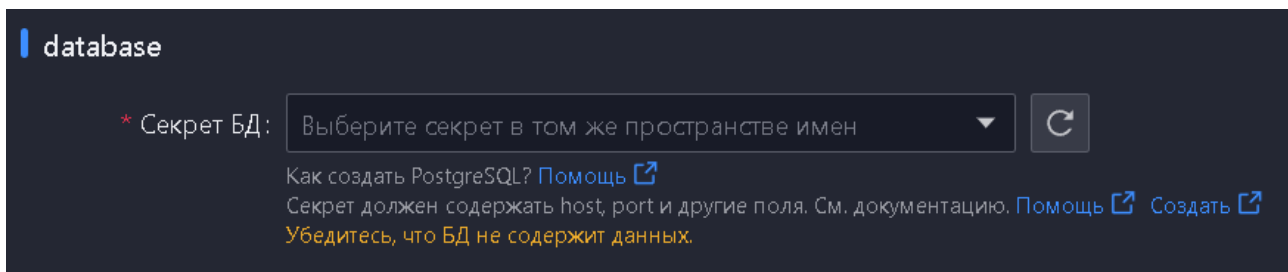 database
* Секрет БД: Выберите секрет в том же пространстве имен
Как создать PostgreSQL? Помощь
Секрет должен содержать host, port и другие поля. См. документацию. Помощь Создать
Убедитесь, что БД не содержит данных.